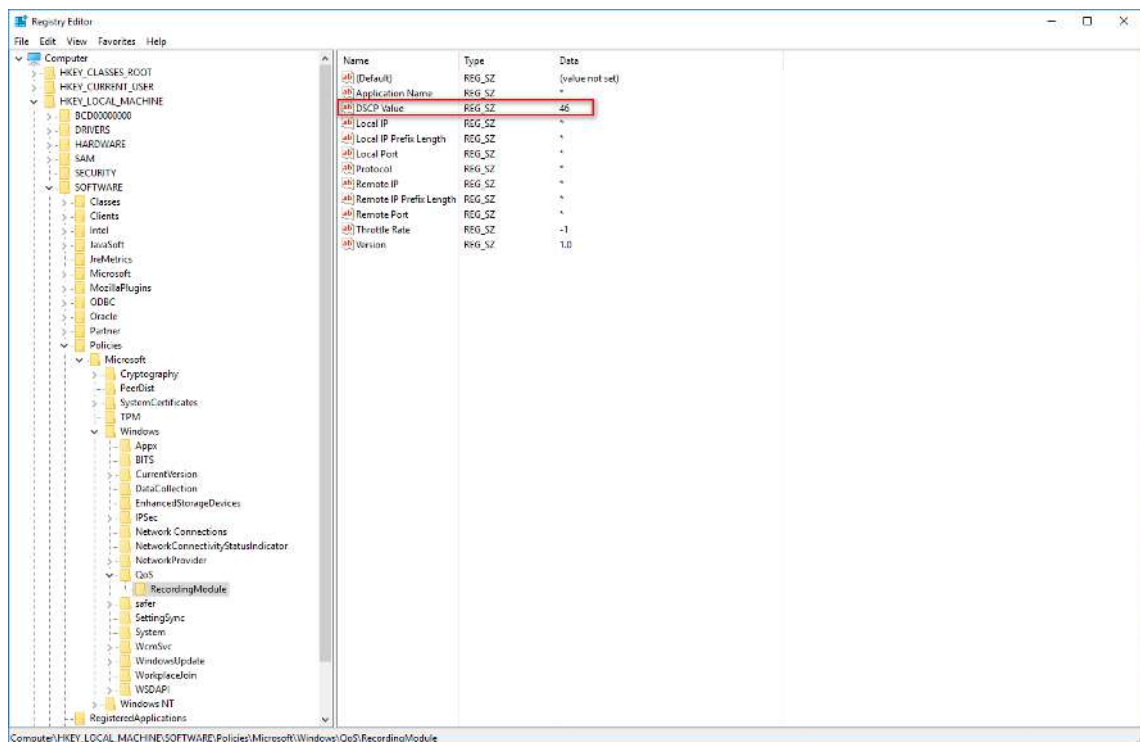 Registry Editor
File Edit View Favorites Help
Computer
HKEY_CLASSES_ROOT
HKEY_CURRENT_USER
HKEY_LOCAL_MACHINE
BCD00000000
DRIVERS
HARDWARE
SAM
SECURITY
SOFTWARE
Classes
Clients
Intel
JavaSoft
JreMetrics
Microsoft
MozillaPlugins
ODBC
Oracle
Partner
Policies
Microsoft
Cryptography
PeerDist
SystemCertificates
TPM
Windows
Appx
BITS
CurrentVersion
DataCollection
EnhancedStorageDevices
IPSec
Network Connections
NetworkConnectivityStatusIndicator
NetworkProvider
QoS
RecordingModule
safer
SettingSync
System
WcmSvc
WindowsUpdate
WorkplaceJoin
WSDAPI
Windows NT
RegisteredApplications
Name Type Data
(Default) REG_SZ (value not set)
Application Name REG_SZ *
DSCP Value REG_SZ 46
Local IP REG_SZ *
Local IP Prefix Length REG_SZ *
Local Port REG_SZ *
Protocol REG_SZ *
Remote IP REG_SZ *
Remote IP Prefix Length REG_SZ *
Remote Port REG_SZ *
Throttle Rate REG_SZ -1
Version REG_SZ 1.0
Computer\HKEY_LOCAL_MACHINE\SOFTWARE\Policies\Microsoft\Windows\QoS\RecordingModule